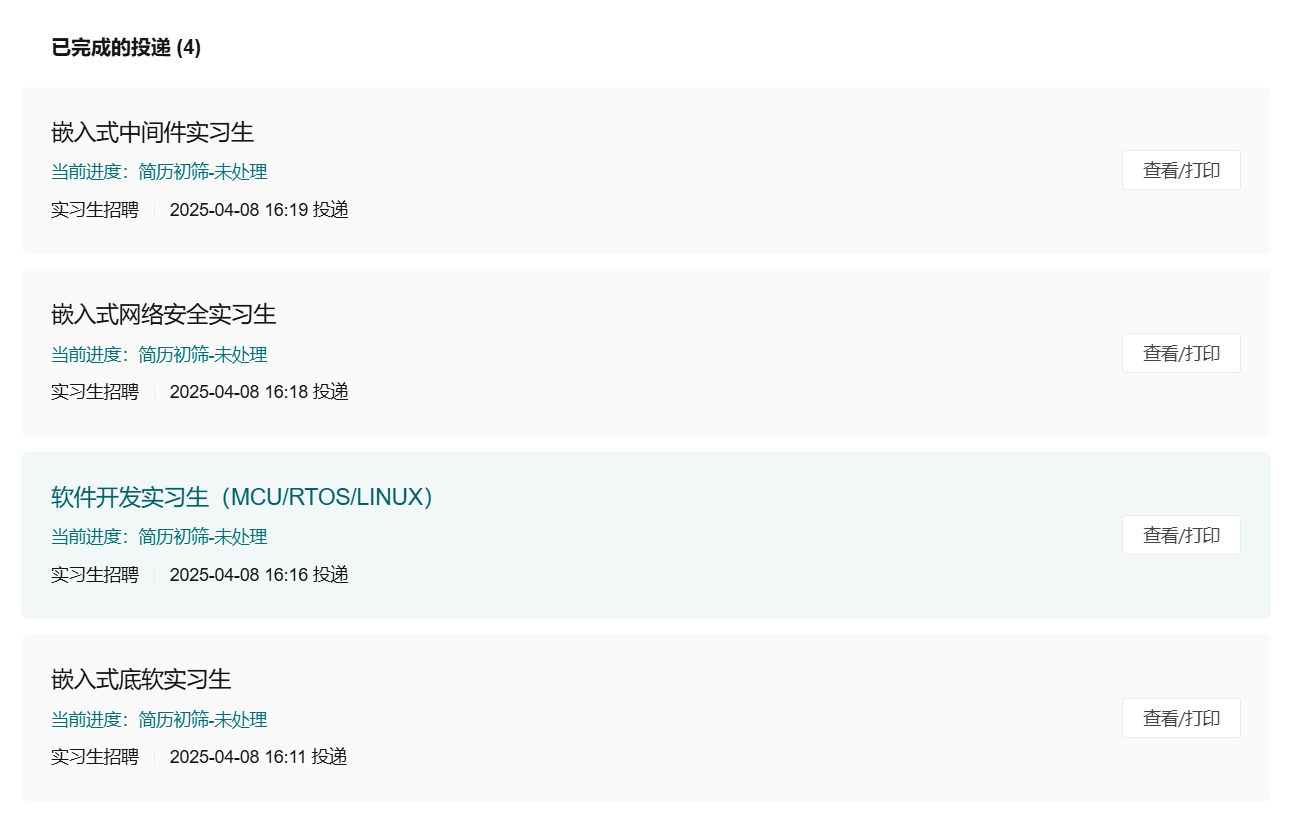 已完成的投递 (4)
嵌入式中间件实习生
当前进度：简历初筛-未处理
实习生招聘 2025-04-08 16:19 投递
查看/打印
嵌入式网络安全实习生
当前进度：简历初筛-未处理
实习生招聘 2025-04-08 16:18 投递
查看/打印
软件开发实习生（MCU/RTOS/LINUX）
当前进度：简历初筛-未处理
实习生招聘 2025-04-08 16:16 投递
查看/打印
嵌入式底软实习生
当前进度：简历初筛-未处理
实习生招聘 2025-04-08 16:11 投递
查看/打印